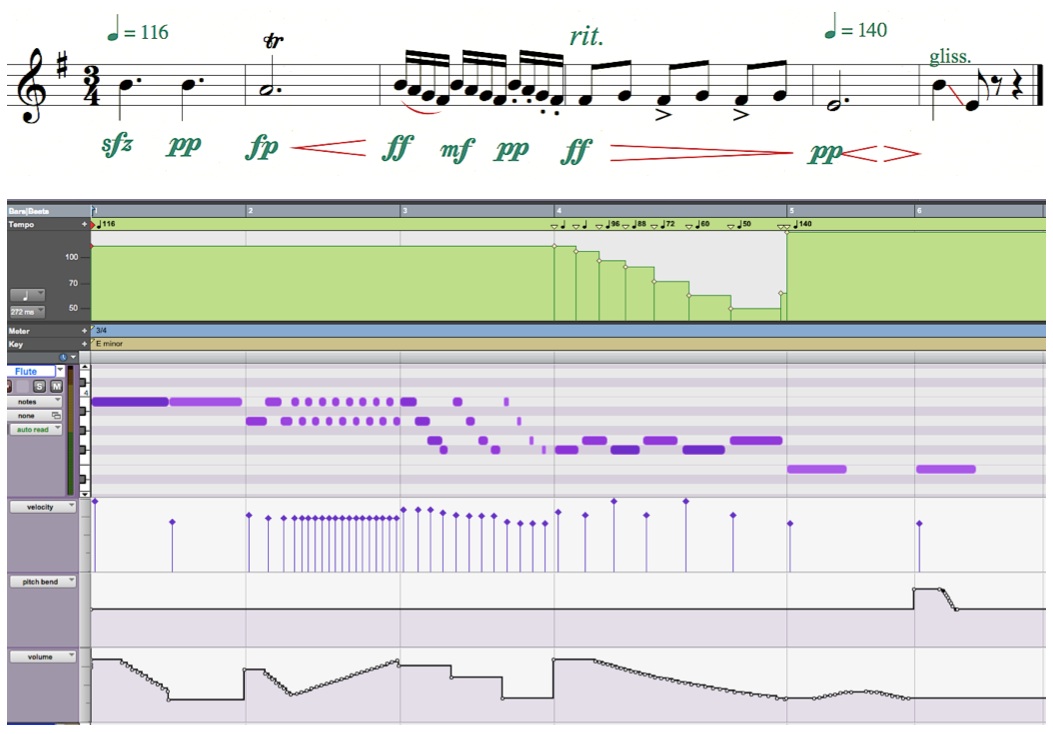 ♩ = 116
♩ = 140
tr
rit.
gliss.
3
4
sfz pp fp ff mf pp ff pp
Bars|Beats 1 2 3 4 5 6
Tempo + ♩116 ♩ ♩ ♩96 ♩88 ♩72 ♩60 ♩50 ♩140
100
70
272 ms 50
Meter + 3/4
Key + E minor
Flute
S M
notes 4
none
auto read
velocity
pitch bend
volume